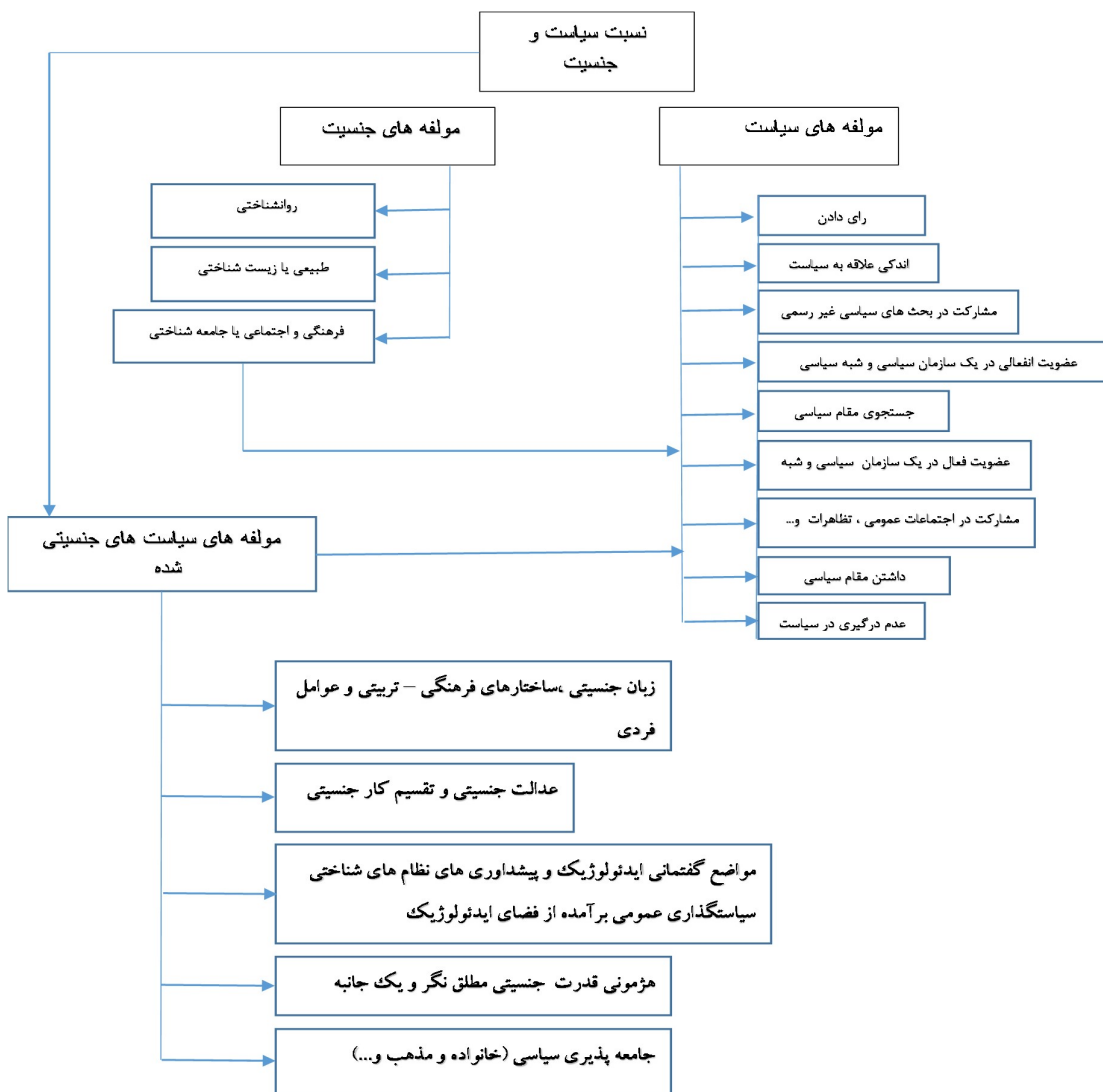 نسبت سیاست و
جنسیت
مولفه های سیاست
مولفه های جنسیت
رای دادن
اندکی علاقه به سیاست
مشارکت در بحث های سیاسی غیر رسمی
عضویت انفعالی در یک سازمان سیاسی و شبه سیاسی
جستجوی مقام سیاسی
عضویت فعال در یک سازمان سیاسی و شبه
مشارکت در اجتماعات عمومی ، تظاهرات و...
داشتن مقام سیاسی
عدم درگیری در سیاست
روانشناختی
طبیعی یا زیست شناختی
فرهنگی و اجتماعی یا جامعه شناختی
مولفه های سیاست های جنسیتی
شده
زبان جنسیتی ،ساختارهای فرهنگی – تربیتی و عوامل
فردی
عدالت جنسیتی و تقسیم کار جنسیتی
مواضع گفتمانی ایدئولوژیک و پیشداوری های نظام های شناختی
سیاستگذاری عمومی برآمده از فضای ایدئولوژیک
هژمونی قدرت جنسیتی مطلق نگر و یک جانبه
جامعه پذیری سیاسی (خانواده و مذهب و...)